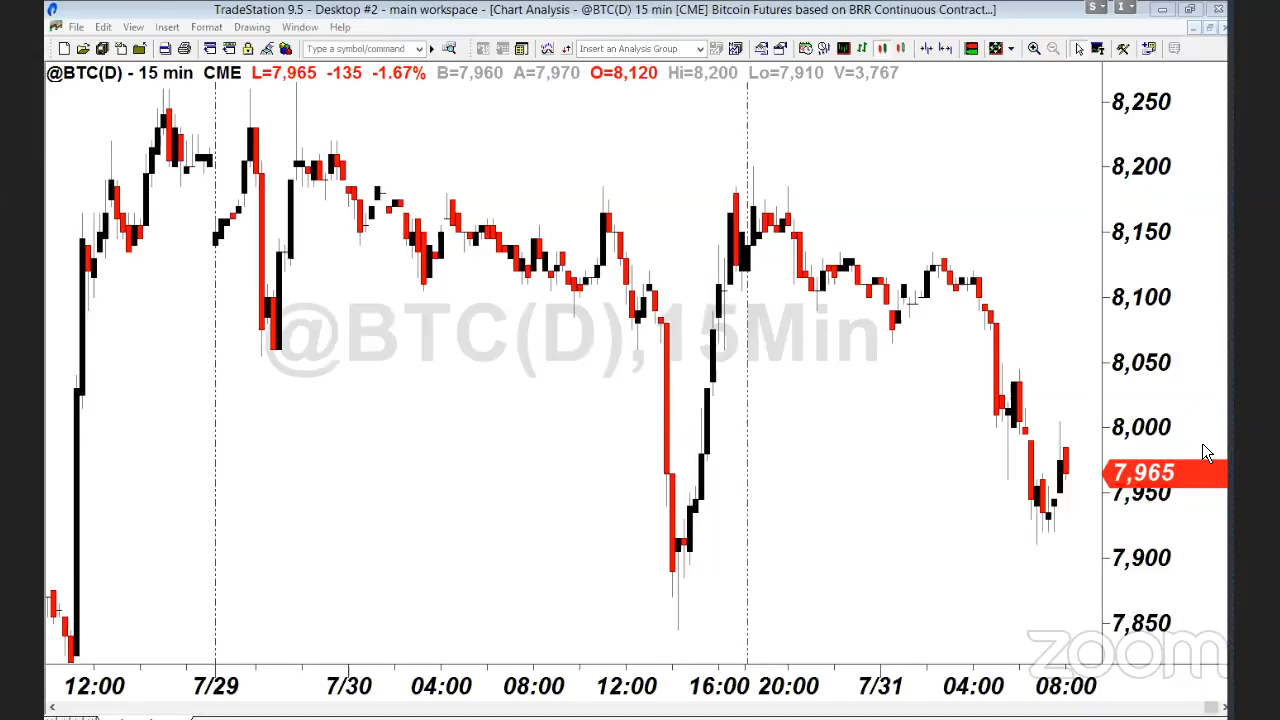 TradeStation 9.5 - Desktop #2 - main workspace - [Chart Analysis - @BTC(D) 15 min [CME] Bitcoin Futures based on BRR Continuous Contract...]
S
I
File Edit View Insert Format Drawing Window Help
Type a symbol/command
Insert an Analysis Group
@BTC(D) - 15 min CME L=7,965 -135 -1.67% B=7,960 A=7,970 O=8,120 Hi=8,200 Lo=7,910 V=3,767
8,250
8,200
8,150
8,100
@BTC(D),15Min
8,050
8,000
7,965
7,950
7,900
7,850
zoom
12:00 7/29 7/30 04:00 08:00 12:00 16:00 20:00 7/31 04:00 08:00